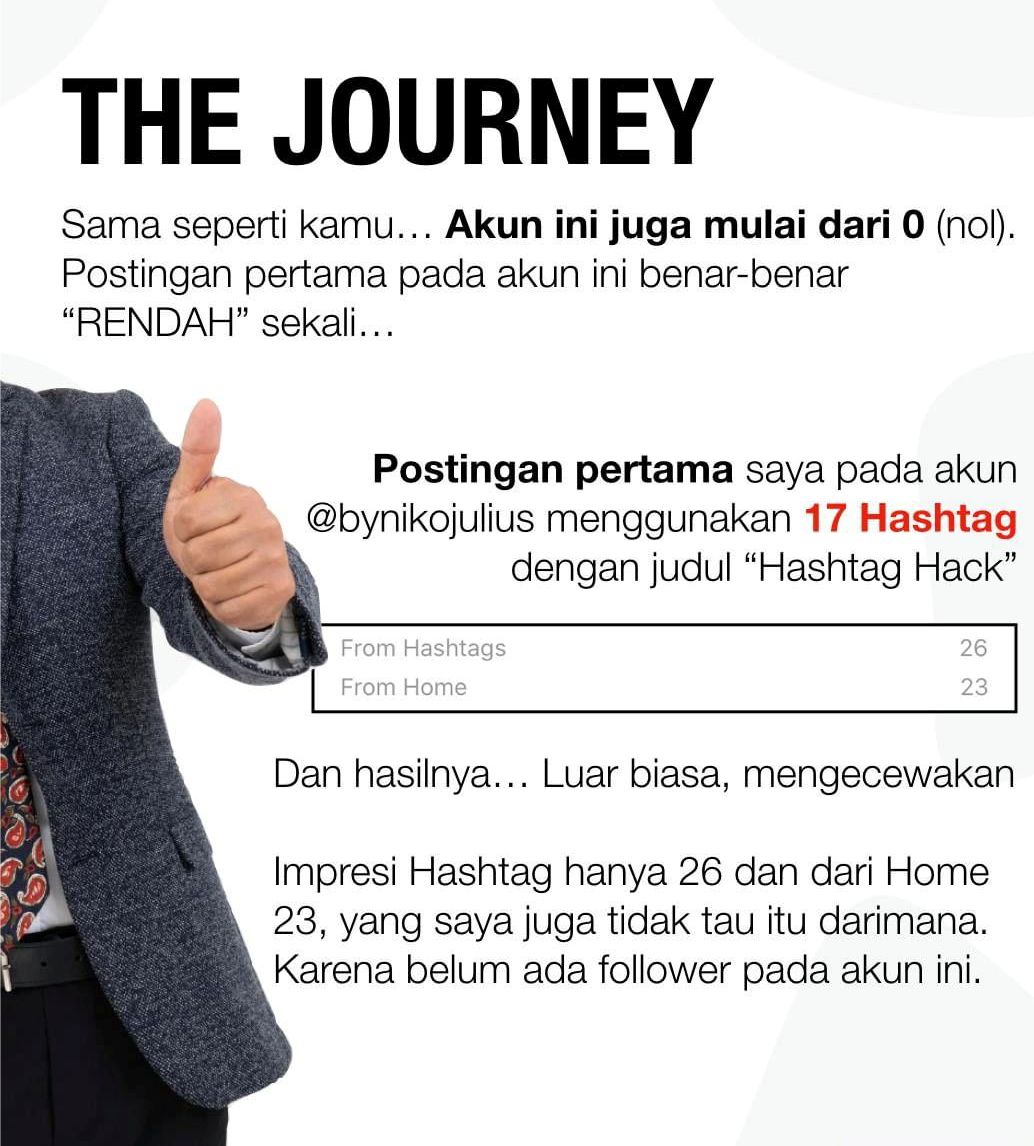 THE JOURNEY
Sama seperti kamu... Akun ini juga mulai dari 0 (nol).
Postingan pertama pada akun ini benar-benar
“RENDAH” sekali...
Postingan pertama saya pada akun
@bynikojulius menggunakan 17 Hashtag
dengan judul “Hashtag Hack”
From Hashtags 26
From Home 23
Dan hasilnya... Luar biasa, mengecewakan
Impresi Hashtag hanya 26 dan dari Home
23, yang saya juga tidak tau itu darimana.
Karena belum ada follower pada akun ini.